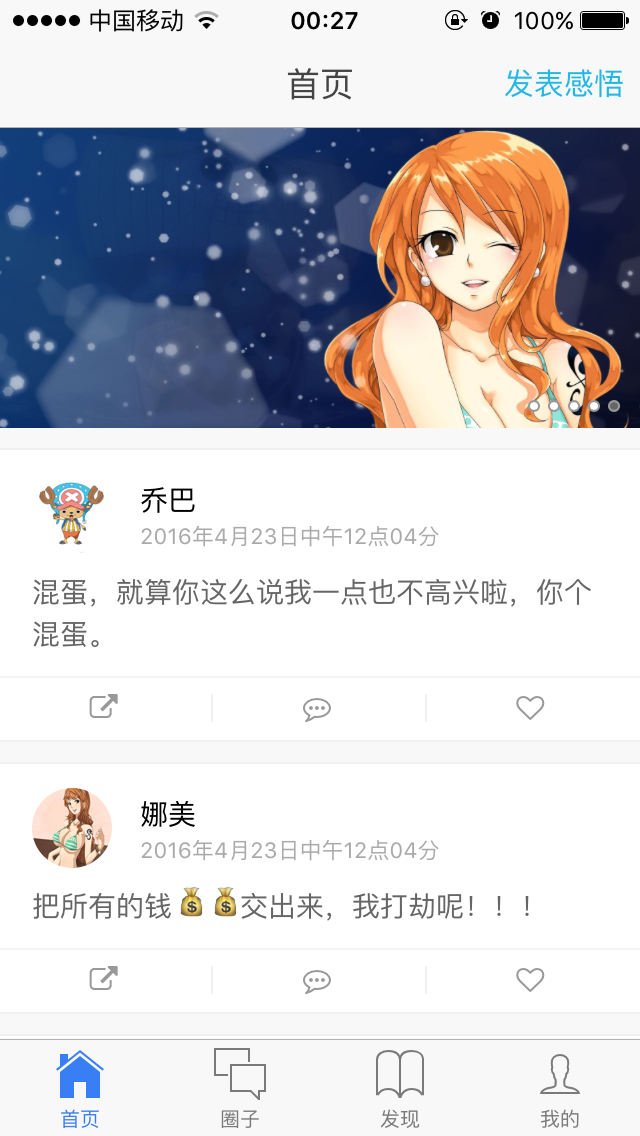 中国移动 00:27 100%
首页 发表感悟
乔巴
2016年4月23日中午12点04分
混蛋，就算你这么说我一点也不高兴啦，你个
混蛋。
娜美
2016年4月23日中午12点04分
把所有的钱💰💰交出来，我打劫呢！！！
首页 圈子 发现 我的